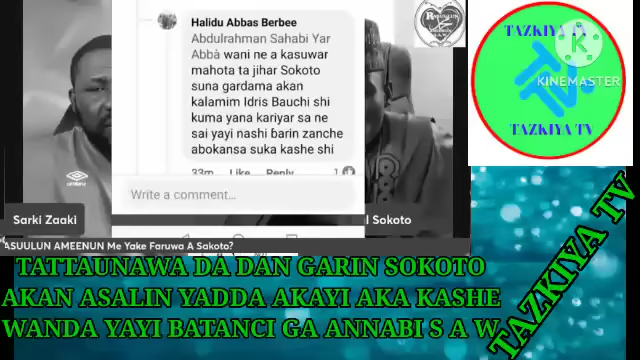 Halidu Abbas Berbee
Abdulrahman Sahabi Yar
Abbà wani ne a kasuwar
mahota ta jihar Sokoto
suna gardama akan
kalamim Idris Bauchi shi
kuma yana kariyar sa ne
sai yayi nashi ɓarin zanche
abokansa suka kashe shi
33m Like Reply 1
Write a comment...
Sarki Zaaki
l Sokoto
ASUULUN AMEENUN Me Yake Faruwa A Sakoto?
TATTAUNAWA DA DAN GARIN SOKOTO
AKAN ASALIN YADDA AKAYI AKA KASHE
WANDA YAYI BATANCI GA ANNABI S A W
TAZKIYA TV
TAZKIYA TV
KINEMASTER
TAZKIYA TV
umbro